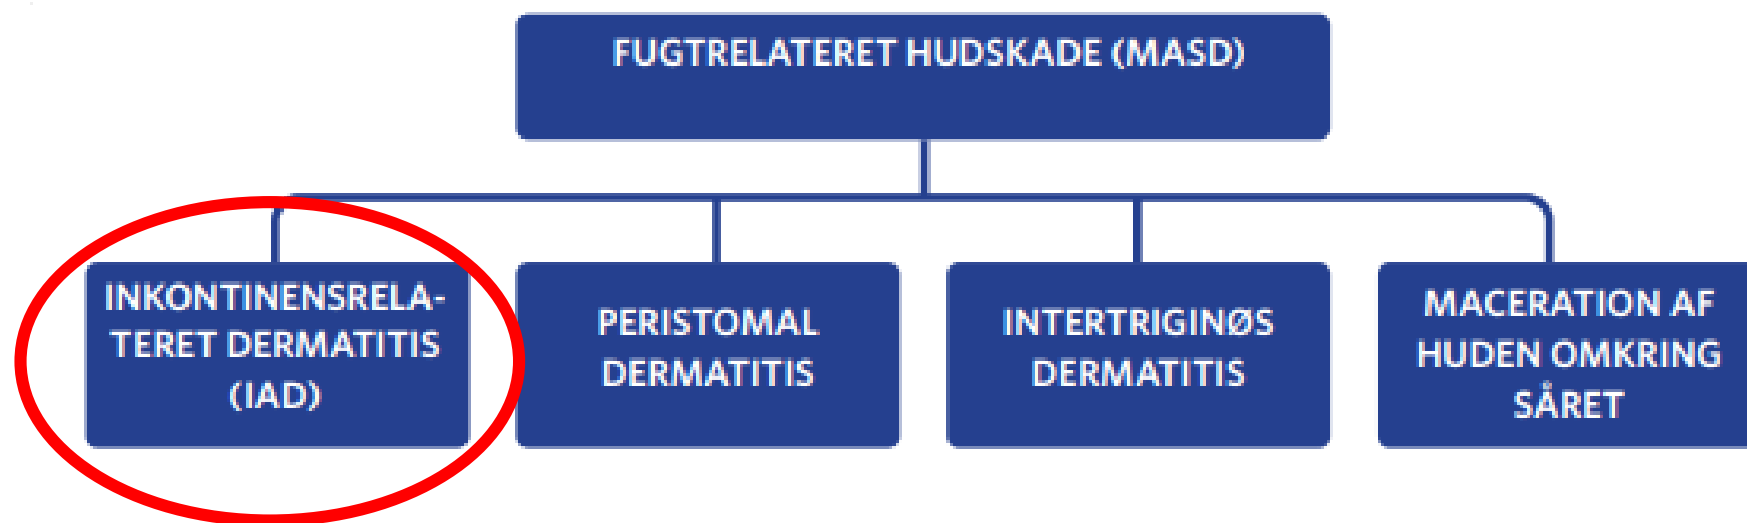 FUGTRELATERET HUDSKADE (MASD)
INKONTINENSRELA-
TERET DERMATITIS
(IAD)
PERISTOMAL
DERMATITIS
INTERTRIGINØS
DERMATITIS
MACERATION AF
HUDEN OMKRING
SÅRET